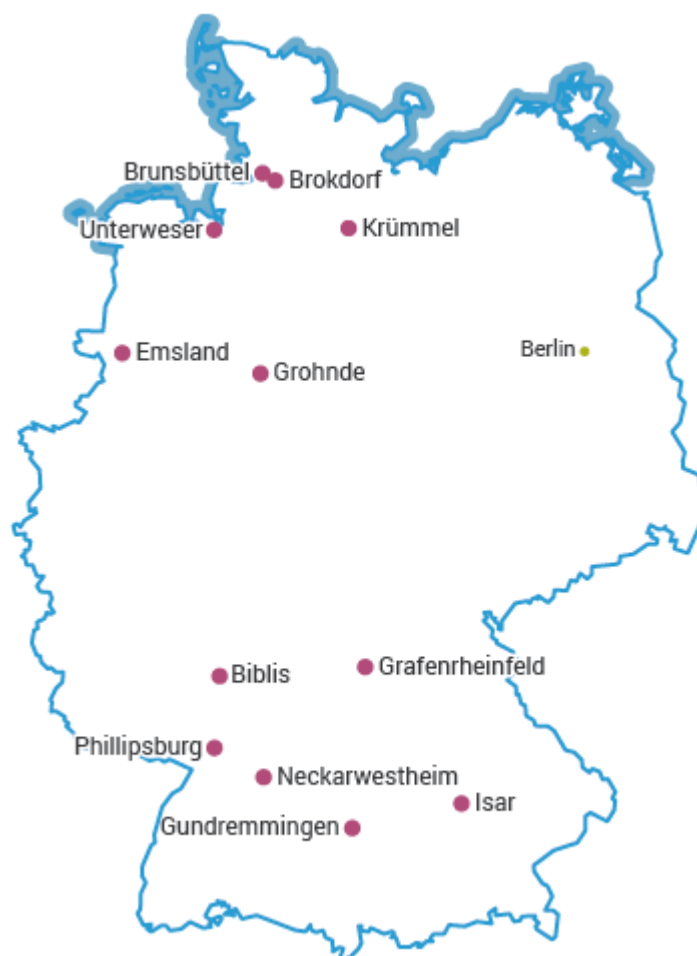 Brunsbüttel
Brokdorf
Unterweser
Krümmel
Emsland
Berlin
Grohnde
Biblis
Grafenrheinfeld
Phillipsburg
Neckarwestheim
Isar
Gundremmingen